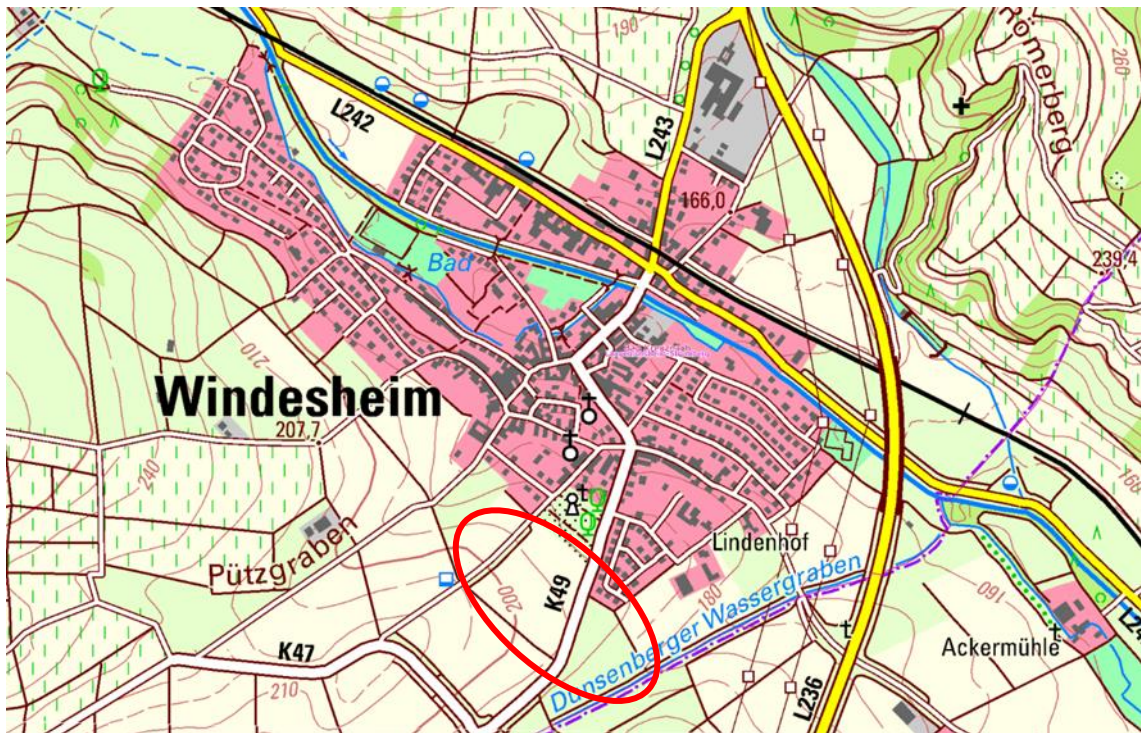 190
Römerberg
260
L242
L243
166,0
239,4
Bad
210
Windesheim
207,7
240
160
Pützgraben
Lindenhof
200
K49
180
Dunsenberger Wassergraben
160
K47
210
L236
Ackermühle